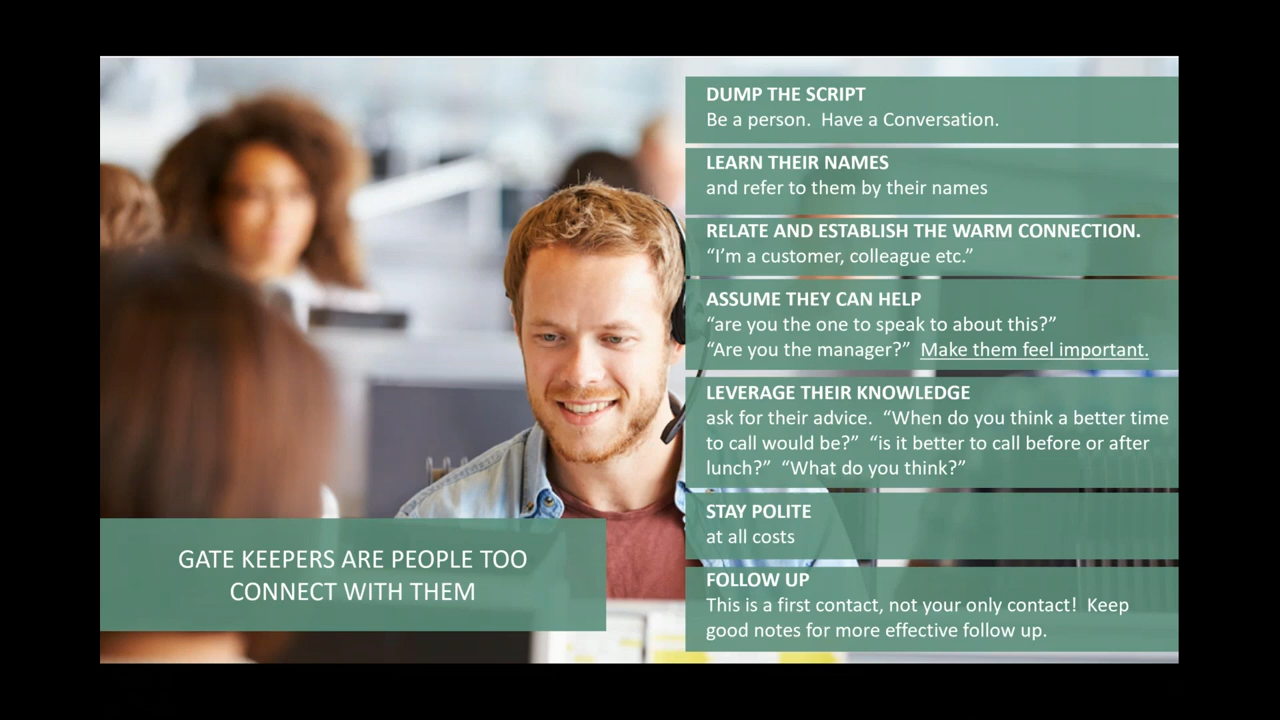 DUMP THE SCRIPT
Be a person.  Have a Conversation.
LEARN THEIR NAMES
and refer to them by their names
RELATE AND ESTABLISH THE WARM CONNECTION.
“I’m a customer, colleague etc.”
ASSUME THEY CAN HELP
“are you the one to speak to about this?”
“Are you the manager?”  Make them feel important.
LEVERAGE THEIR KNOWLEDGE
ask for their advice.  “When do you think a better time
to call would be?”  “is it better to call before or after
lunch?”  “What do you think?”
STAY POLITE
at all costs
FOLLOW UP
This is a first contact, not your only contact!  Keep
good notes for more effective follow up.
GATE KEEPERS ARE PEOPLE TOO
CONNECT WITH THEM